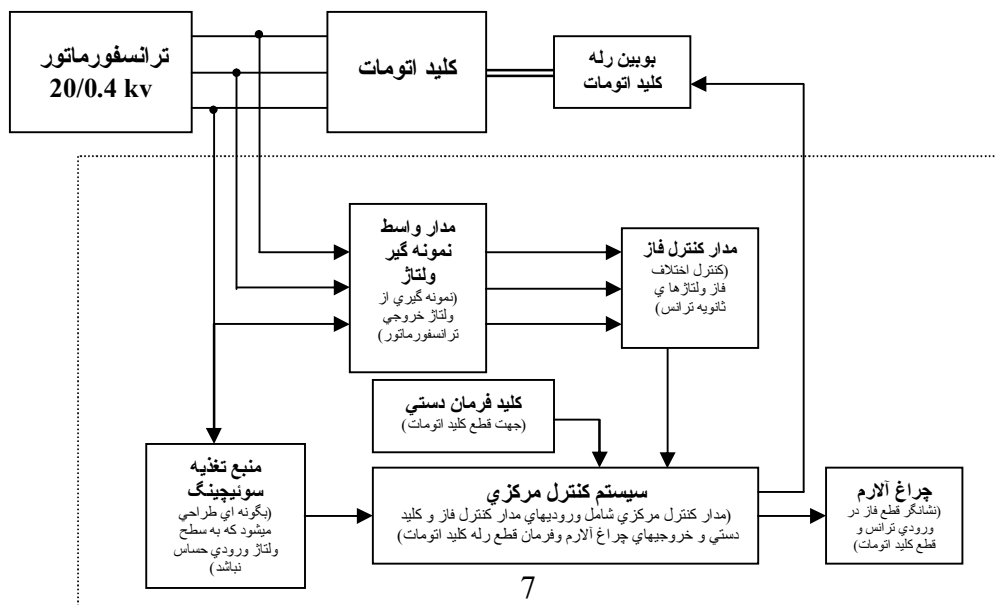 ترانسفورماتور
20/0.4 kv
كليد اتومات
بوبين رله
كليد اتومات
مدار واسط
نمونه گير
ولتاژ
(نمونه گيري از
ولتاژ خروجي
ترانسفورماتور)
مدار كنترل فاز
(كنترل اختلاف
فاز ولتاژها ي
ثانويه ترانس)
كليد فرمان دستي
(جهت قطع كليد اتومات)
منبع تغذيه
سوئيچينگ
(بگونه اي طراحي
ميشود كه به سطح
ولتاژ ورودي حساس
نباشد)
سيستم كنترل مركزي
(مدار كنترل مركزي شامل وروديهاي مدار كنترل فاز و كليد
دستي و خروجيهاي چراغ آلارم وفرمان قطع رله كليد اتومات)
چراغ آلارم
(نشانگر قطع فاز در
ورودي ترانس و
قطع كليد اتومات)
7